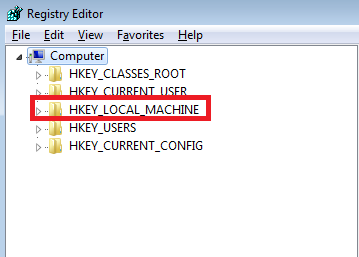 Registry Editor
File Edit View Favorites Help
Computer
HKEY_CLASSES_ROOT
HKEY_CURRENT_USER
HKEY_LOCAL_MACHINE
HKEY_USERS
HKEY_CURRENT_CONFIG